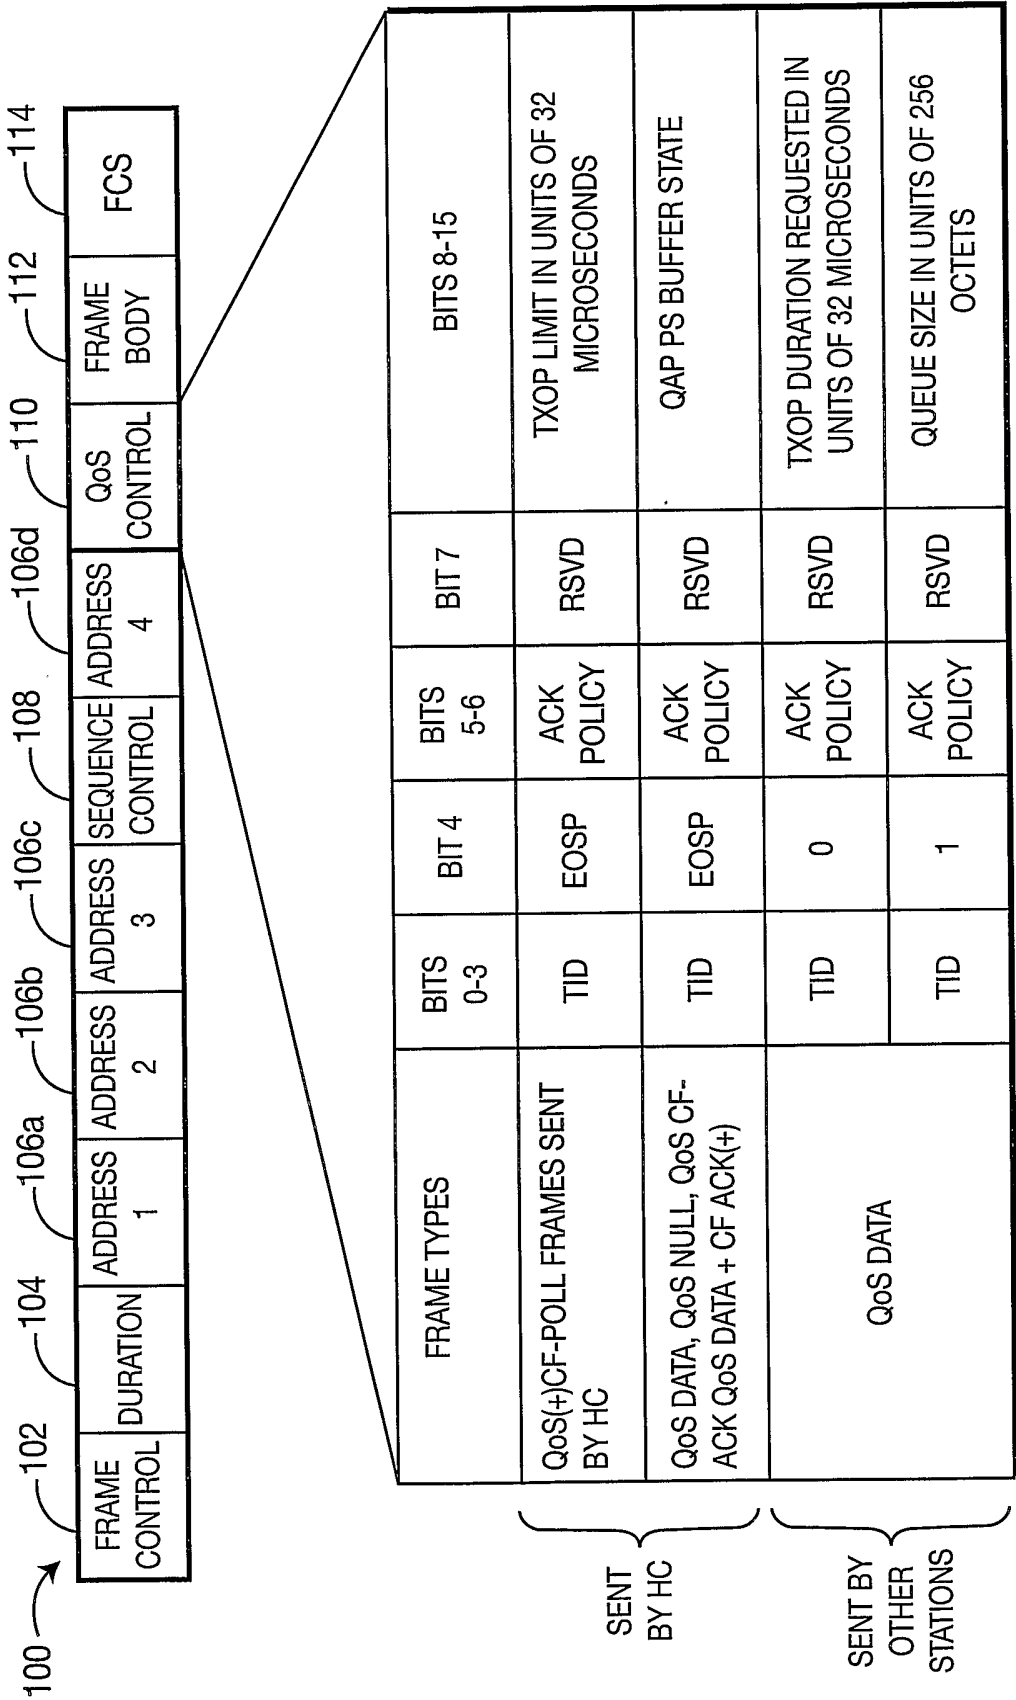 100
102
104
106a
106b
106c
108
106d
110
112
114
FRAME
CONTROL
DURATION
ADDRESS
1
ADDRESS
2
ADDRESS
3
SEQUENCE
CONTROL
ADDRESS
4
QoS
CONTROL
FRAME
BODY
FCS
FRAME TYPES
BITS
0-3
BIT 4
BITS
5-6
BIT 7
BITS 8-15
SENT
BY HC
QoS(+)CF-POLL FRAMES SENT
BY HC
TID
EOSP
ACK
POLICY
RSVD
TXOP LIMIT IN UNITS OF 32
MICROSECONDS
QoS DATA, QoS NULL, QoS CF-
ACK QoS DATA + CF ACK(+)
TID
EOSP
ACK
POLICY
RSVD
QAP PS BUFFER STATE
SENT BY
OTHER
STATIONS
QoS DATA
TID
0
ACK
POLICY
RSVD
TXOP DURATION REQUESTED IN
UNITS OF 32 MICROSECONDS
TID
1
ACK
POLICY
RSVD
QUEUE SIZE IN UNITS OF 256
OCTETS